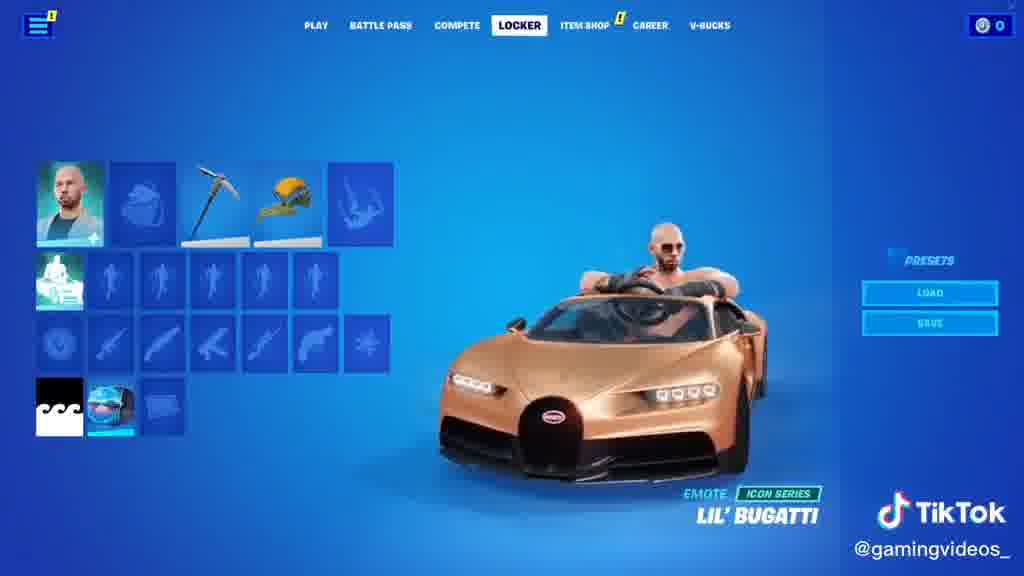 PLAY BATTLE PASS COMPETE LOCKER ITEM SHOP ! CAREER V-BUCKS 0
!
PRESETS
LOAD
SAVE
EMOTE ICON SERIES
LIL' BUGATTI
TikTok
@gamingvideos_